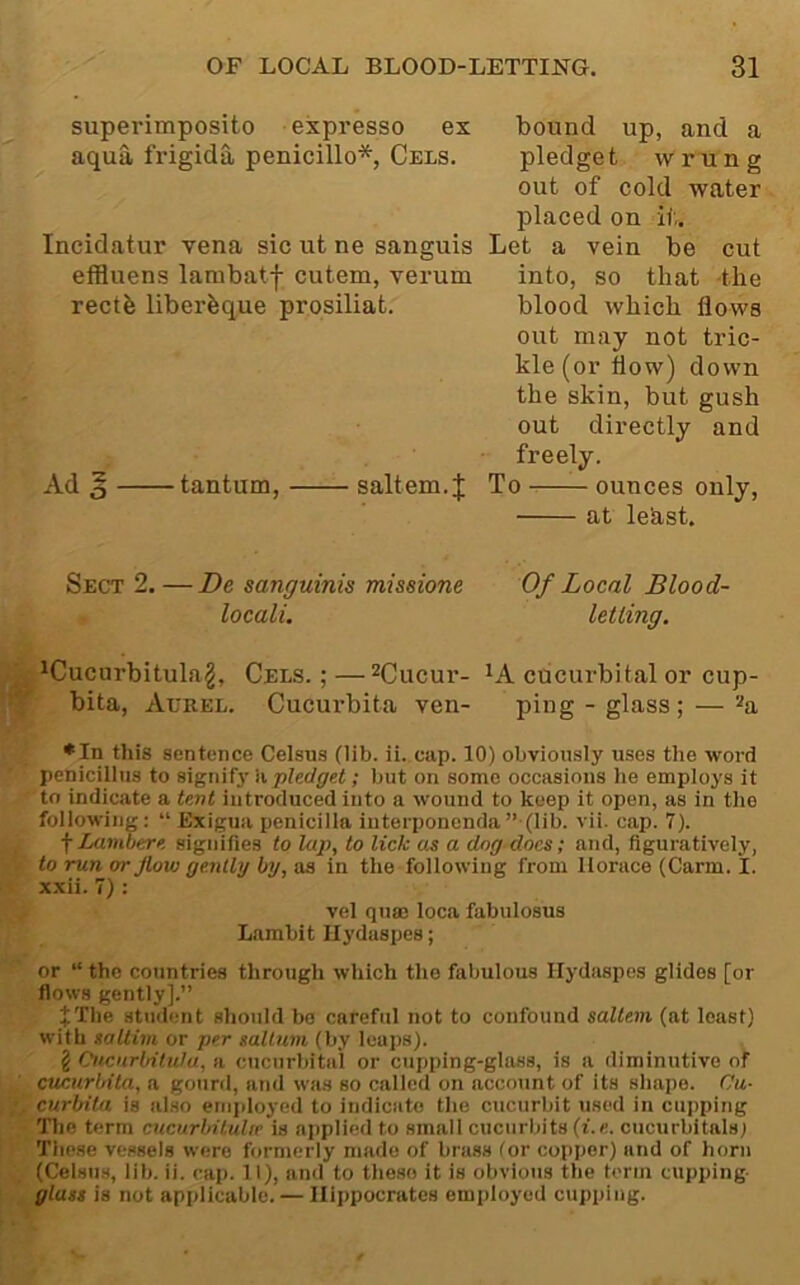 OF LOCAL BLOOD-LETTING. 31
superimposito expresso ex
aquâ frigidâ penicillo*, CELS.
Incidatur vena sic ut ne sanguis
effluens lambat† cutem, verum
rectè liberèque prosiliat.
Ad ℥ —— tantum, —— saltem.‡
bound up, and a
pledget wrung
out of cold water
placed on it.
Let a vein be cut
into, so that the
blood which flows
out may not tric-
kle (or flow) down
the skin, but gush
out directly and
freely.
To —— ounces only,
—— at least.
SECT 2. — De sanguinis missione
locali.
Of Local Blood-
letting.
¹Cucurbitula§, CELS. ; — ²Cucur-
bita, AUREL. Cucurbita ven-
¹A cucurbital or cup-
ping - glass ; — ²a
* In this sentence Celsus (lib. ii. cap. 10) obviously uses the word
penicillus to signify a pledget ; but on some occasions he employs it
to indicate a tent introduced into a wound to keep it open, as in the
following : “ Exigua penicilla interponenda ” (lib. vii. cap. 7).
† Lambere signifies to lap, to lick as a dog does ; and, figuratively,
to run or flow gently by, as in the following from Horace (Carm. I.
xxii. 7) :
vel quæ loca fabulosus
Lambit Hydaspes ;
or “ the countries through which the fabulous Hydaspes glides [or
flows gently].”
‡ The student should be careful not to confound saltem (at least)
with saltim or per saltum (by leaps).
§ Cucurbitula, a cucurbital or cupping-glass, is a diminutive of
cucurbita, a gourd, and was so called on account of its shape. Cu-
curbita is also employed to indicate the cucurbit used in cupping
The term cucurbitulæ is applied to small cucurbits (i.e. cucurbitals)
These vessels were formerly made of brass (or copper) and of horn
(Celsus, lib. ii. cap. 11), and to these it is obvious the term cupping-
glass is not applicable. — Hippocrates employed cupping.